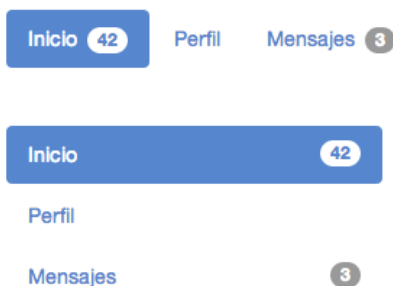 Inicio 42 Perfil Mensajes 3
Inicio 42
Perfil
Mensajes 3